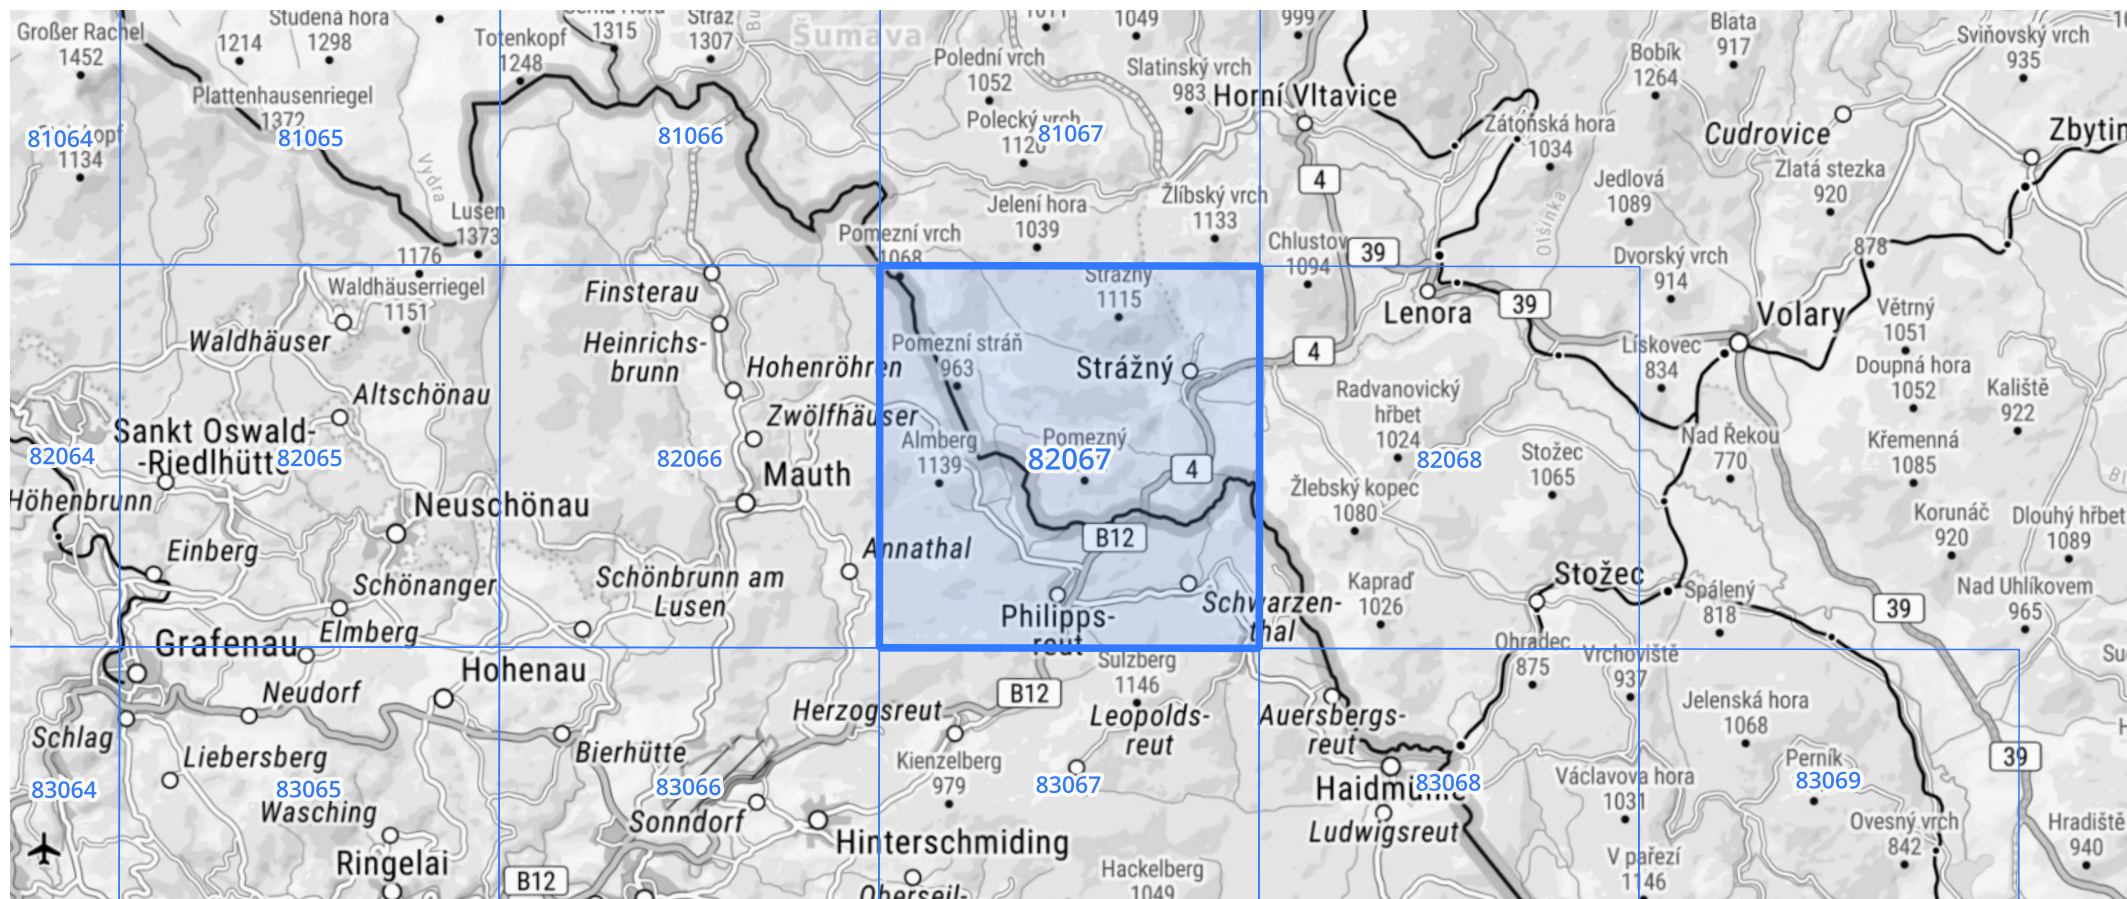 Großer Rachel
1452
1214
Studená hora
1298
Totenkopf
1248
1315
Stráž
1307
Šumava
Polední vrch
1052
1049
Slatinský vrch
983
999
Horní Vltavice
Bobík
1264
Blata
917
Sviňovský vrch
935
Plattenhausenriegel
1372
81064
1134
81065
81066
Polecký vrch
1120
81067
4
Zátoňská hora
1034
Cudrovice
Zbytin
Zlatá stezka
920
Jedlová
1089
Vydra
Lusen
1373
1176
Pomezní vrch
1068
Jelení hora
1039
Žlíbský vrch
1133
Chlustov
1094
39
Olšinka
Dvorský vrch
914
878
Waldhäuserriegel
1151
Waldhäuser
Finsterau
Heinrichs-
brunn
Hohenröhren
Zwölfhäuser
Strážný
1115
Pomezní stráň
963
Strážný
4
Lenora
39
Volary
Větrný
1051
Lískovec
834
Doupná hora
1052
Kaliště
922
Altschönau
Sankt Oswald-
-Riedlhütte
82064
82065
82066
Mauth
Almberg
1139
Pomezný
82067
4
Radvanovický
hřbet
1024
82068
Stožec
1065
Nad Řekou
770
Křemenná
1085
Höhenbrunn
Neuschönau
Žlebský kopec
1080
Korunáč
920
Dlouhý hřbet
1089
Einberg
Schönanger
Elmberg
Schönbrunn am
Lusen
Annathal
B12
Philipps-
reut
Schwarzen-
thal
Kapraď
1026
Stožec
Spálený
818
39
Nad Uhlíkovem
965
Grafenau
Hohenau
Neudorf
Herzogsreut
B12
Sulzberg
1146
Leopolds-
reut
Auersbergs-
reut
Ohradec
875
Vrchoviště
937
Jelenská hora
1068
39
Schlag
Liebersberg
Bierhütte
83064
83065
83066
Kienzelberg
979
83067
Haidmühle
83068
Václavova hora
1031
Perník
83069
Wasching
Sonndorf
Ludwigsreut
Ovesný vrch
842
Hradiště
940
Ringelai
B12
Hinterschmiding
Oberseil-
Hackelberg
1049
V pařezí
1146